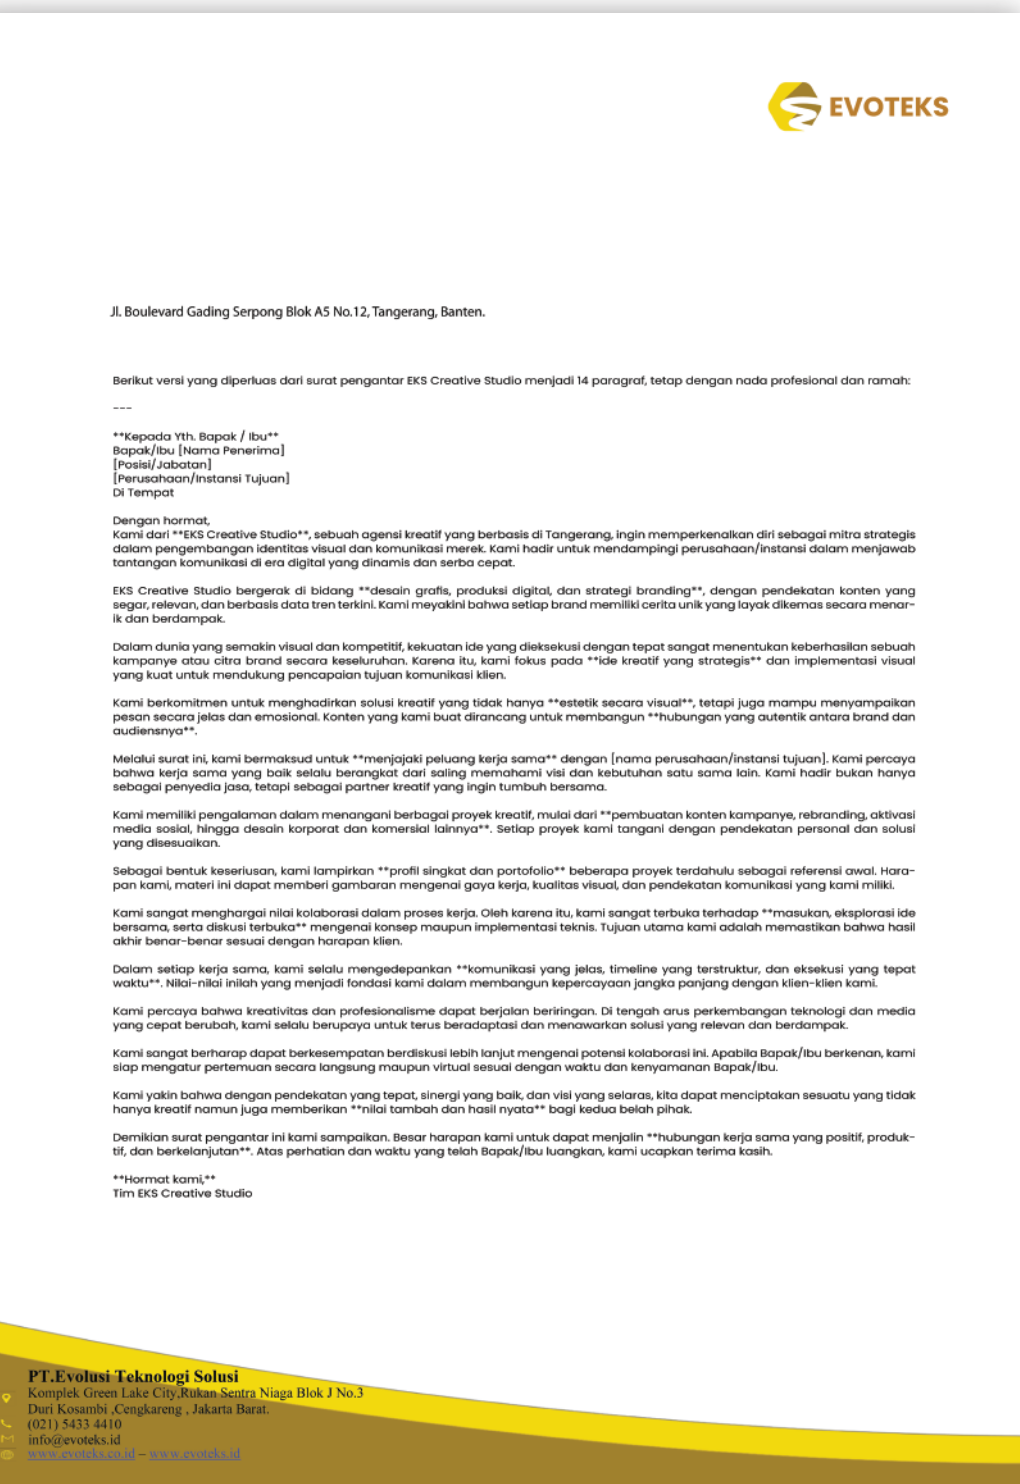 EVOTEKS
Jl. Boulevard Gading Serpong Blok A5 No.12, Tangerang, Banten.
Berikut versi yang diperluas dari surat pengantar EKS Creative Studio menjadi 14 paragraf, tetap dengan nada profesional dan ramah:
---
**Kepada Yth. Bapak / Ibu**
Bapak/Ibu [Nama Penerima]
[Posisi/Jabatan]
[Perusahaan/Instansi Tujuan]
Di Tempat
Dengan hormat,
Kami dari **EKS Creative Studio**, sebuah agensi kreatif yang berbasis di Tangerang, ingin memperkenalkan diri sebagai mitra strategis
dalam pengembangan identitas visual dan komunikasi merek. Kami hadir untuk mendampingi perusahaan/instansi dalam menjawab
tantangan komunikasi di era digital yang dinamis dan serba cepat.
EKS Creative Studio bergerak di bidang **desain grafis, produksi digital, dan strategi branding**, dengan pendekatan konten yang
segar, relevan, dan berbasis data tren terkini. Kami meyakini bahwa setiap brand memiliki cerita unik yang layak dikemas secara menar-
ik dan berdampak.
Dalam dunia yang semakin visual dan kompetitif, kekuatan ide yang dieksekusi dengan tepat sangat menentukan keberhasilan sebuah
kampanye atau citra brand secara keseluruhan. Karena itu, kami fokus pada **ide kreatif yang strategis** dan implementasi visual
yang kuat untuk mendukung pencapaian tujuan komunikasi klien.
Kami berkomitmen untuk menghadirkan solusi kreatif yang tidak hanya **estetik secara visual**, tetapi juga mampu menyampaikan
pesan secara jelas dan emosional. Konten yang kami buat dirancang untuk membangun **hubungan yang autentik antara brand dan
audiensnya**.
Melalui surat ini, kami bermaksud untuk **menjajaki peluang kerja sama** dengan [nama perusahaan/instansi tujuan]. Kami percaya
bahwa kerja sama yang baik selalu berangkat dari saling memahami visi dan kebutuhan satu sama lain. Kami hadir bukan hanya
sebagai penyedia jasa, tetapi sebagai partner kreatif yang ingin tumbuh bersama.
Kami memiliki pengalaman dalam menangani berbagai proyek kreatif, mulai dari **pembuatan konten kampanye, rebranding, aktivasi
media sosial, hingga desain korporat dan komersial lainnya**. Setiap proyek kami tangani dengan pendekatan personal dan solusi
yang disesuaikan.
Sebagai bentuk keseriusan, kami lampirkan **profil singkat dan portofolio** beberapa proyek terdahulu sebagai referensi awal. Hara-
pan kami, materi ini dapat memberi gambaran mengenai gaya kerja, kualitas visual, dan pendekatan komunikasi yang kami miliki.
Kami sangat menghargai nilai kolaborasi dalam proses kerja. Oleh karena itu, kami sangat terbuka terhadap **masukan, eksplorasi ide
bersama, serta diskusi terbuka** mengenai konsep maupun implementasi teknis. Tujuan utama kami adalah memastikan bahwa hasil
akhir benar-benar sesuai dengan harapan klien.
Dalam setiap kerja sama, kami selalu mengedepankan **komunikasi yang jelas, timeline yang terstruktur, dan eksekusi yang tepat
waktu**. Nilai-nilai inilah yang menjadi fondasi kami dalam membangun kepercayaan jangka panjang dengan klien-klien kami.
Kami percaya bahwa kreativitas dan profesionalisme dapat berjalan beriringan. Di tengah arus perkembangan teknologi dan media
yang cepat berubah, kami selalu berupaya untuk terus beradaptasi dan menawarkan solusi yang relevan dan berdampak.
Kami sangat berharap dapat berkesempatan berdiskusi lebih lanjut mengenai potensi kolaborasi ini. Apabila Bapak/Ibu berkenan, kami
siap mengatur pertemuan secara langsung maupun virtual sesuai dengan waktu dan kenyamanan Bapak/Ibu.
Kami yakin bahwa dengan pendekatan yang tepat, sinergi yang baik, dan visi yang selaras, kita dapat menciptakan sesuatu yang tidak
hanya kreatif namun juga memberikan **nilai tambah dan hasil nyata** bagi kedua belah pihak.
Demikian surat pengantar ini kami sampaikan. Besar harapan kami untuk dapat menjalin **hubungan kerja sama yang positif, produk-
tif, dan berkelanjutan**. Atas perhatian dan waktu yang telah Bapak/Ibu luangkan, kami ucapkan terima kasih.
**Hormat kami,**
Tim EKS Creative Studio
PT.Evolusi Teknologi Solusi
Komplek Green Lake City,Rukan Sentra Niaga Blok J No.3
Duri Kosambi ,Cengkareng , Jakarta Barat.
(021) 5433 4410
info@evoteks.id
www.evoteks.co.id – www.evoteks.id